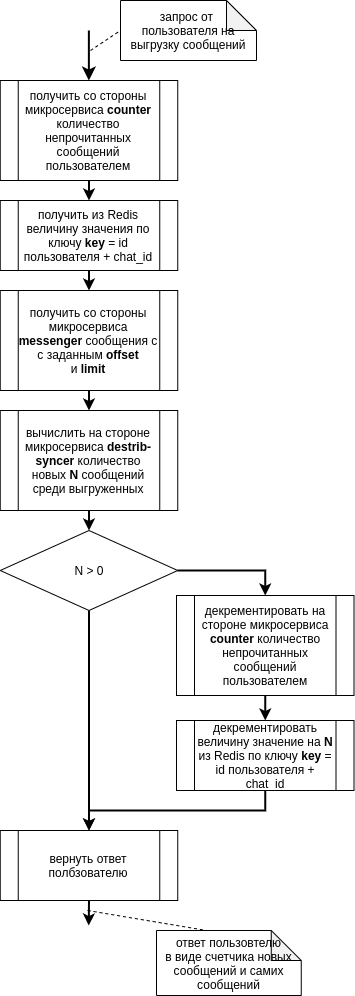 запрос от
пользователя на
выгрузку сообщений
получить со стороны
микросервиса counter
количество
непрочитанных
сообщений
пользователем
получить из Redis
величину значения по
ключу key = id
пользователя + chat_id
получить со стороны
микросервиса
messenger сообщения с
с заданным offset
и limit
вычислить на стороне
микросервиса destrib-
syncer количество
новых N сообщений
среди выгруженных
N > 0
декрементировать на
стороне микросервиса
counter количество
непрочитанных
сообщений
пользователем
декрементировать
величину значение на N
из Redis по ключу key =
id пользователя +
chat_id
вернуть ответ
полбзователю
ответ пользовтелю
в виде счетчика новых
сообщений и самих
сообщений